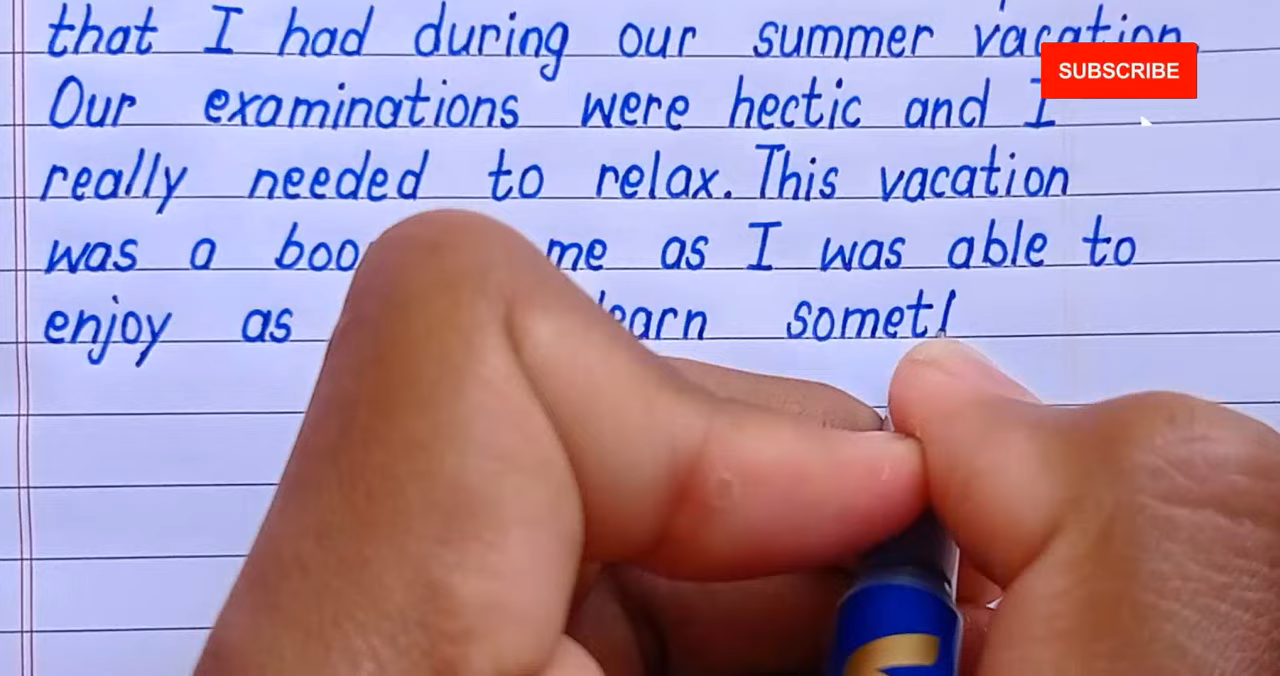 that I had during our summer vacation.
SUBSCRIBE
Our examinations were hectic and I
really needed to relax. This vacation
was a me as I was able to
enjoy as